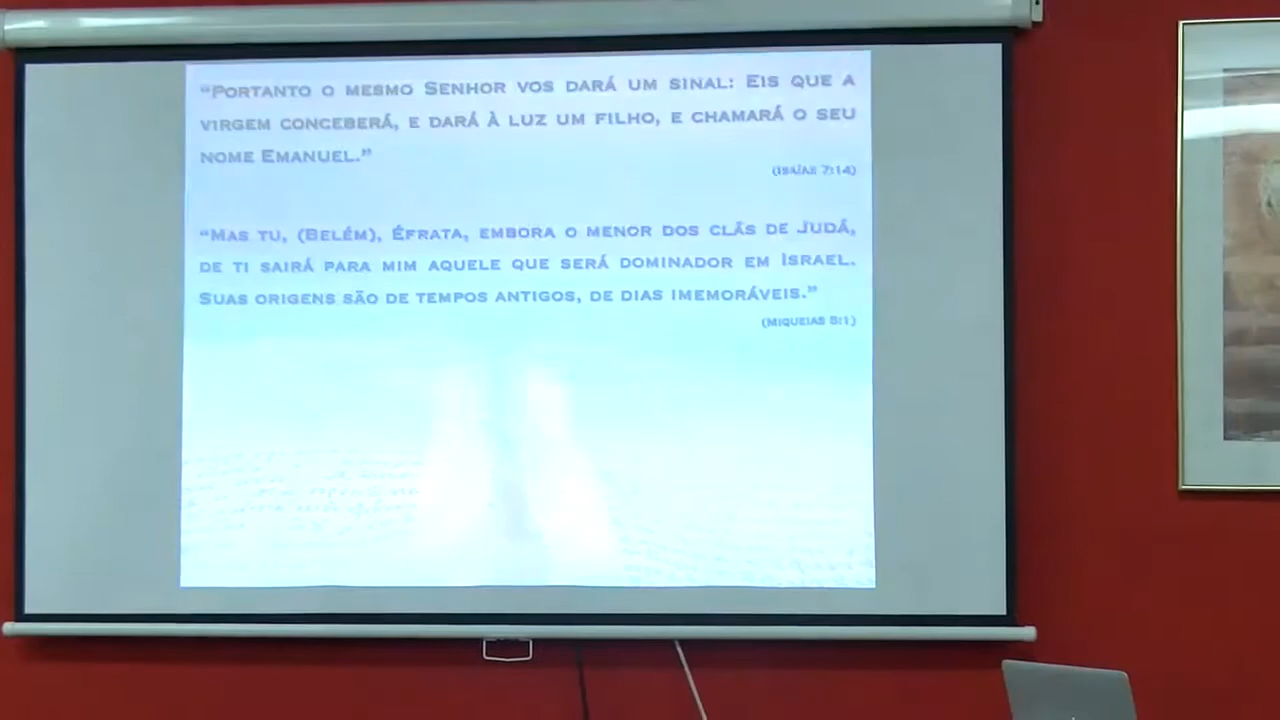 “Portanto o mesmo Senhor vos dará um sinal: Eis que a
virgem conceberá, e dará à luz um filho, e chamará o seu
nome Emanuel.”
(Isaías 7:14)
“Mas tu, (Belém), Éfrata, embora o menor dos clãs de Judá,
de ti sairá para mim aquele que será dominador em Israel.
Suas origens são de tempos antigos, de dias imemoráveis.”
(Miqueias 5:1)